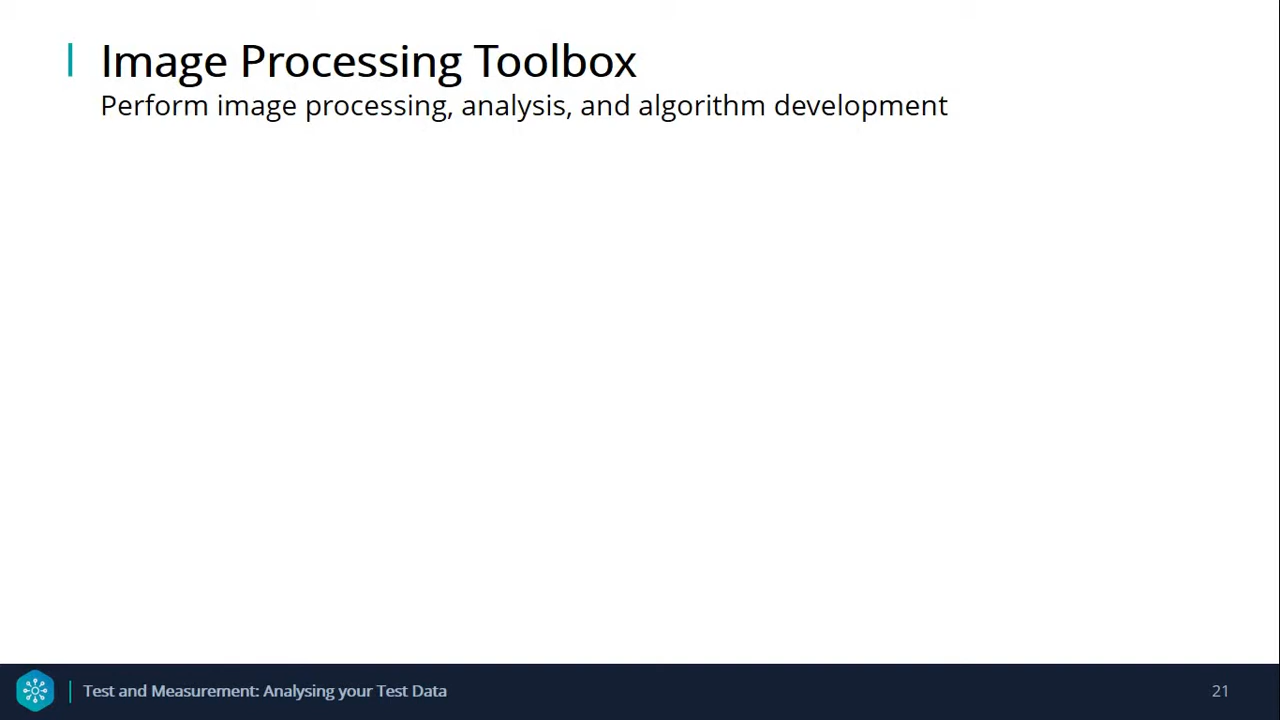 Image Processing Toolbox
Perform image processing, analysis, and algorithm development
Test and Measurement: Analysing your Test Data
21